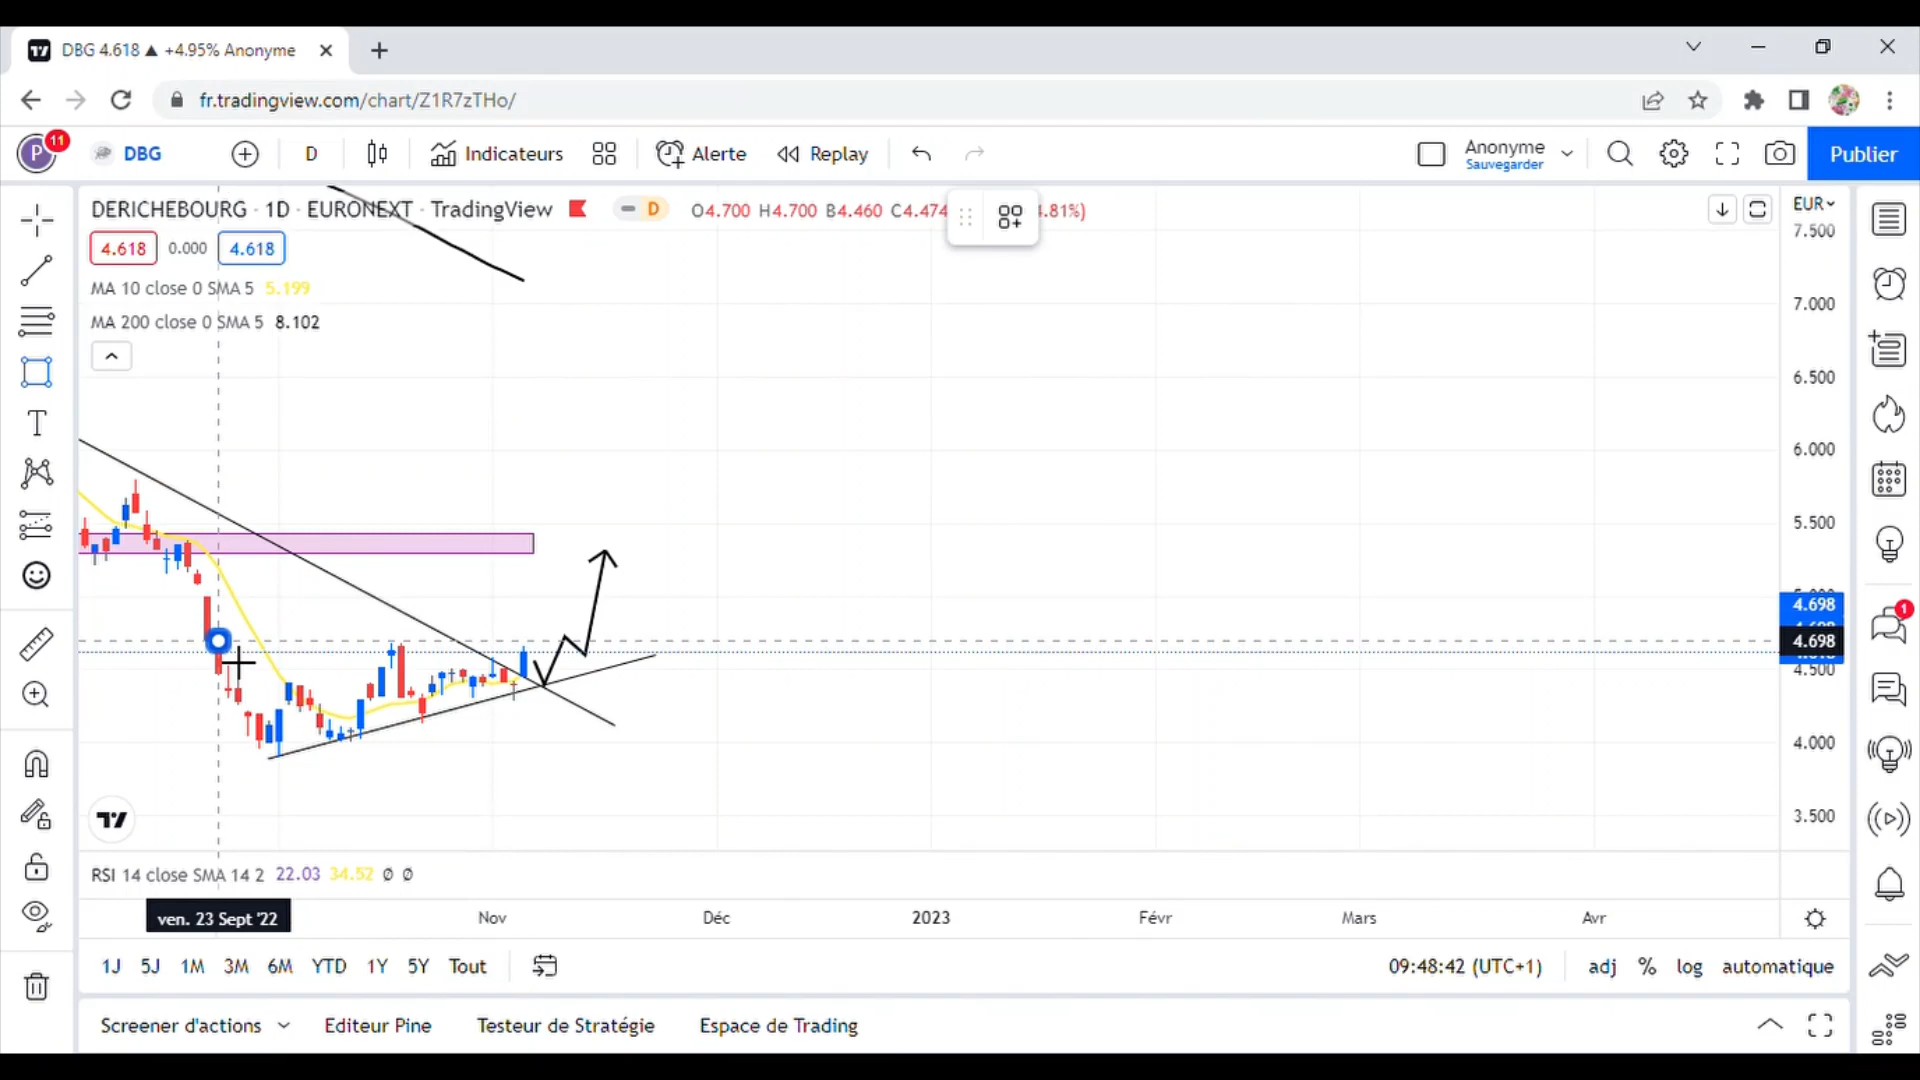 DBG 4.618 ▲ +4.95% Anonyme
fr.tradingview.com/chart/Z1R7zTHo/
P 11 DBG D Indicateurs Alerte Replay Anonyme Sauvegarder Publier
DERICHEBOURG · 1D · EURONEXT · TradingView D O4.700 H4.700 B4.460 C4.474 4.81%)
EUR
4.618 0.000 4.618
MA 10 close 0 SMA 5 5.199
MA 200 close 0 SMA 5 8.102
7.500
7.000
6.500
6.000
5.500
4.698
4.698
4.500
4.000
3.500
1
RSI 14 close SMA 14 2 22.03 34.52 Ø Ø
ven. 23 Sept '22 Nov Déc 2023 Févr Mars Avr
1J 5J 1M 3M 6M YTD 1Y 5Y Tout 09:48:42 (UTC+1) adj % log automatique
Screener d'actions Editeur Pine Testeur de Stratégie Espace de Trading